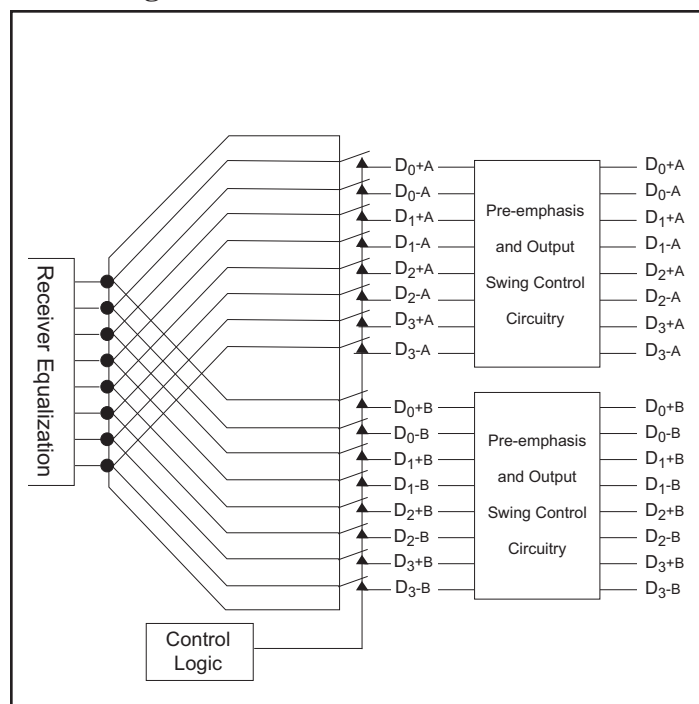 g
Receiver Equalization
D0+A
D0-A
D1+A
D1-A
D2+A
D2-A
D3+A
D3-A
Pre-emphasis
and Output
Swing Control
Circuitry
D0+A
D0-A
D1+A
D1-A
D2+A
D2-A
D3+A
D3-A
D0+B
D0-B
D1+B
D1-B
D2+B
D2-B
D3+B
D3-B
Pre-emphasis
and Output
Swing Control
Circuitry
D0+B
D0-B
D1+B
D1-B
D2+B
D2-B
D3+B
D3-B
Control
Logic